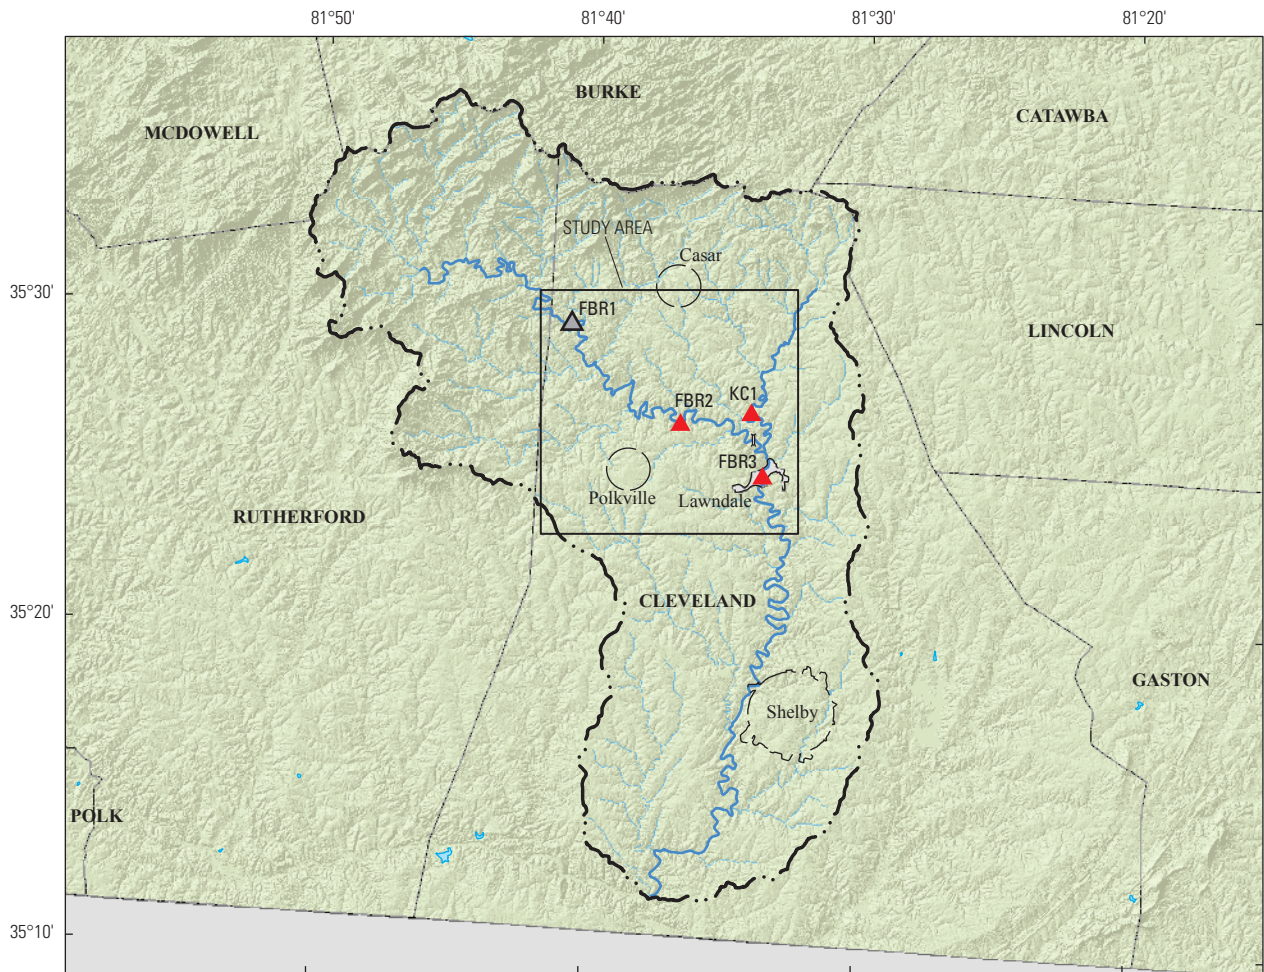 81°50'
81°40'
81°30'
81°20'
BURKE
CATAWBA
MCDOWELL
STUDY AREA
Casar
35°30'
FBR1
LINCOLN
KC1
FBR2
FBR3
Polkville
Lawndale
RUTHERFORD
CLEVELAND
35°20'
GASTON
Shelby
POLK
35°10'